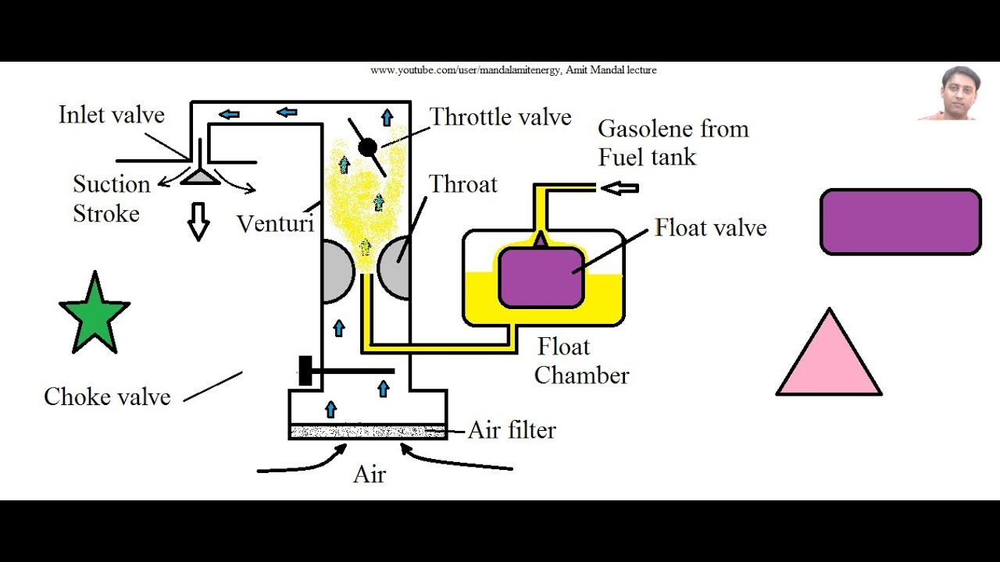 www.youtube.com/user/mandalamitenergy, Amit Mandal lecture
Inlet valve
Throttle valve
Gasolene from
Fuel tank
Suction
Stroke
Throat
Venturi
Float valve
Float
Chamber
Choke valve
Air filter
Air